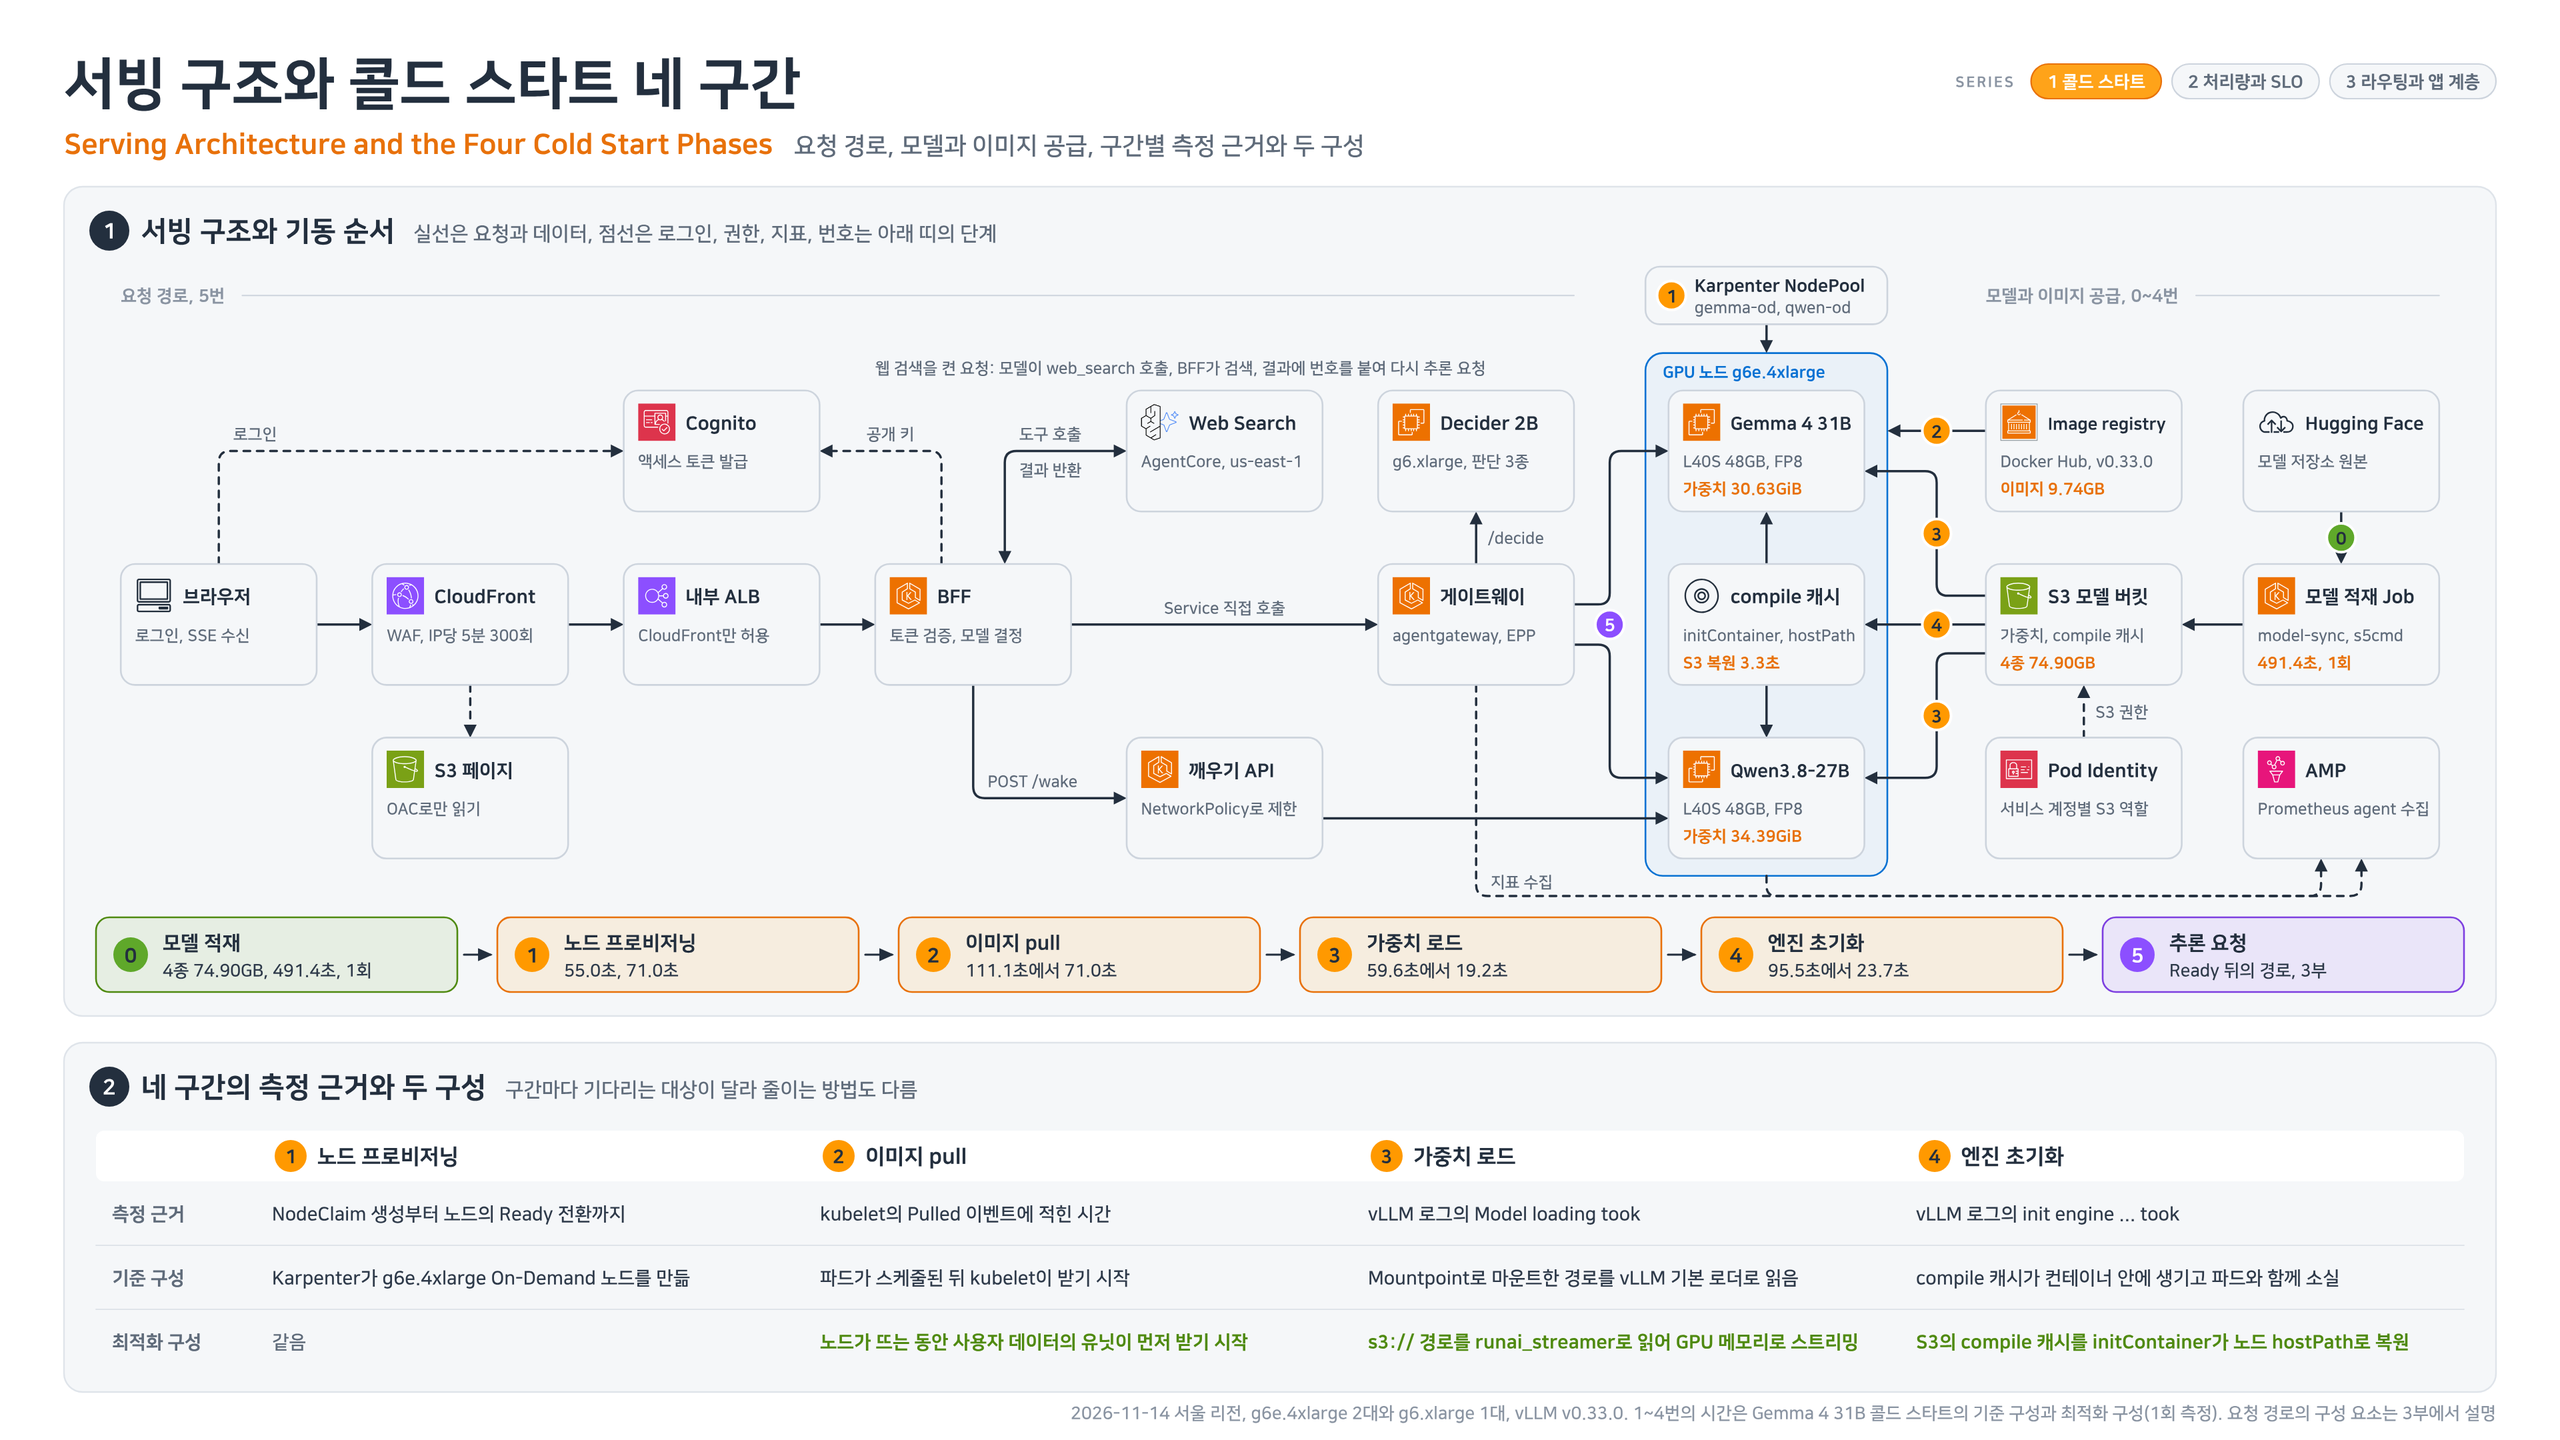 서빙 구조와 콜드 스타트 네 구간
SERIES
1 콜드 스타트
2 처리량과 SLO
3 라우팅과 앱 계층
Serving Architecture and the Four Cold Start Phases
요청 경로, 모델과 이미지 공급, 구간별 측정 근거와 두 구성
1 서빙 구조와 기동 순서
실선은 요청과 데이터, 점선은 로그인, 권한, 지표, 번호는 아래 띠의 단계
요청 경로, 5번
1 Karpenter NodePool
gemma-od, qwen-od
모델과 이미지 공급, 0~4번
웹 검색을 켠 요청: 모델이 web_search 호출, BFF가 검색, 결과에 번호를 붙여 다시 추론 요청
GPU 노드 g6e.4xlarge
로그인
Cognito
액세스 토큰 발급
공개 키
도구 호출
결과 반환
Web Search
AgentCore, us-east-1
Decider 2B
g6.xlarge, 판단 3종
Gemma 4 31B
L40S 48GB, FP8
가중치 30.63GiB
2
Image registry
Docker Hub, v0.33.0
이미지 9.74GB
Hugging Face
모델 저장소 원본
/decide
3
0
브라우저
로그인, SSE 수신
CloudFront
WAF, IP당 5분 300회
내부 ALB
CloudFront만 허용
BFF
토큰 검증, 모델 결정
Service 직접 호출
게이트웨이
agentgateway, EPP
5
compile 캐시
initContainer, hostPath
S3 복원 3.3초
4
S3 모델 버킷
가중치, compile 캐시
4종 74.90GB
모델 적재 Job
model-sync, s5cmd
491.4초, 1회
3
S3 권한
S3 페이지
OAC로만 읽기
POST /wake
깨우기 API
NetworkPolicy로 제한
Qwen3.8-27B
L40S 48GB, FP8
가중치 34.39GiB
Pod Identity
서비스 계정별 S3 역할
AMP
Prometheus agent 수집
지표 수집
0 모델 적재
4종 74.90GB, 491.4초, 1회
1 노드 프로비저닝
55.0초, 71.0초
2 이미지 pull
111.1초에서 71.0초
3 가중치 로드
59.6초에서 19.2초
4 엔진 초기화
95.5초에서 23.7초
5 추론 요청
Ready 뒤의 경로, 3부
2 네 구간의 측정 근거와 두 구성
구간마다 기다리는 대상이 달라 줄이는 방법도 다름
1 노드 프로비저닝
2 이미지 pull
3 가중치 로드
4 엔진 초기화
측정 근거
NodeClaim 생성부터 노드의 Ready 전환까지
kubelet의 Pulled 이벤트에 적힌 시간
vLLM 로그의 Model loading took
vLLM 로그의 init engine ... took
기준 구성
Karpenter가 g6e.4xlarge On-Demand 노드를 만듦
파드가 스케줄된 뒤 kubelet이 받기 시작
Mountpoint로 마운트한 경로를 vLLM 기본 로더로 읽음
compile 캐시가 컨테이너 안에 생기고 파드와 함께 소실
최적화 구성
같음
노드가 뜨는 동안 사용자 데이터의 유닛이 먼저 받기 시작
s3:// 경로를 runai_streamer로 읽어 GPU 메모리로 스트리밍
S3의 compile 캐시를 initContainer가 노드 hostPath로 복원
2026-11-14 서울 리전, g6e.4xlarge 2대와 g6.xlarge 1대, vLLM v0.33.0. 1~4번의 시간은 Gemma 4 31B 콜드 스타트의 기준 구성과 최적화 구성(1회 측정). 요청 경로의 구성 요소는 3부에서 설명